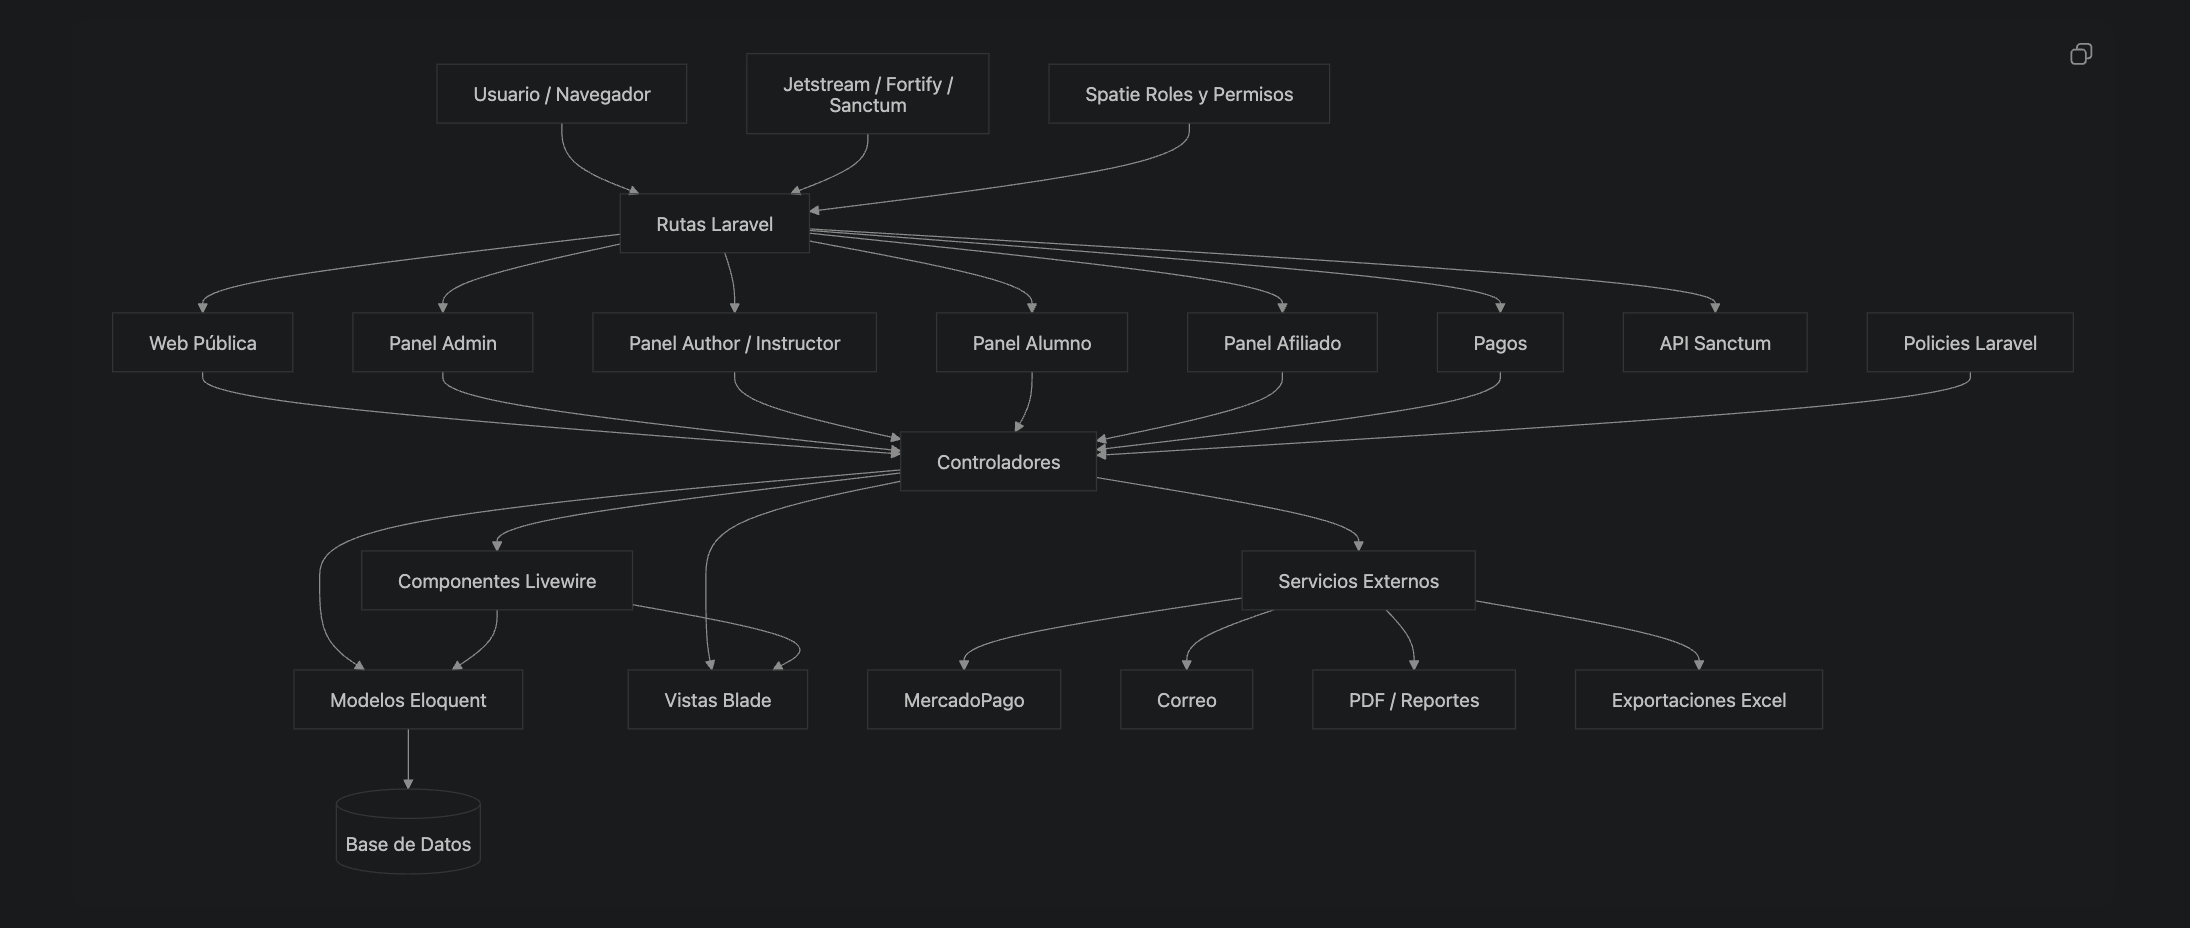 Usuario / Navegador
Jetstream / Fortify /
Sanctum
Spatie Roles y Permisos
Rutas Laravel
Web Pública
Panel Admin
Panel Author / Instructor
Panel Alumno
Panel Afiliado
Pagos
API Sanctum
Policies Laravel
Controladores
Componentes Livewire
Servicios Externos
Modelos Eloquent
Vistas Blade
MercadoPago
Correo
PDF / Reportes
Exportaciones Excel
Base de Datos